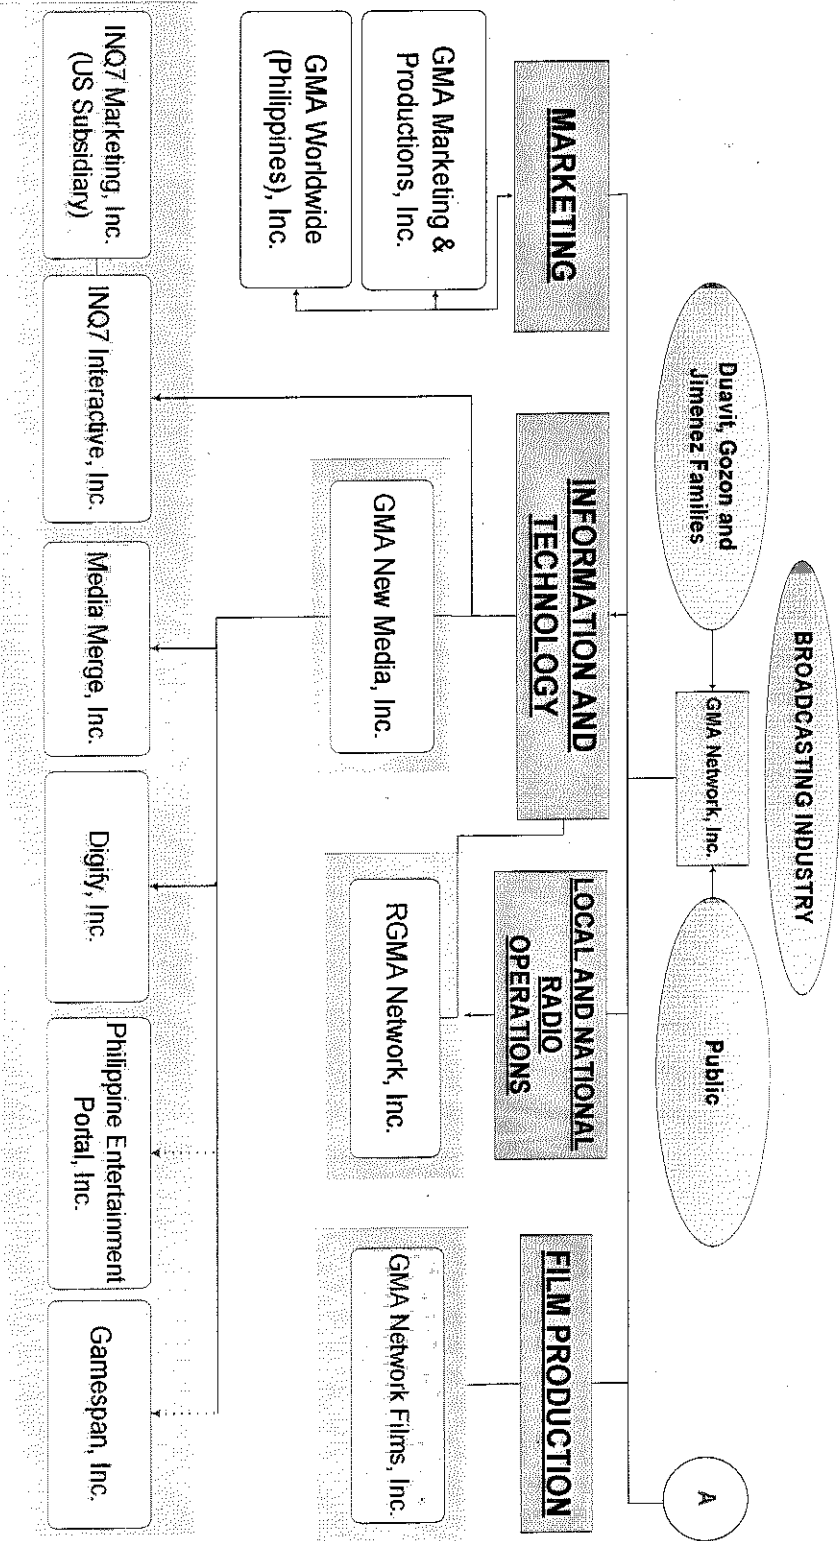 BROADCASTING INDUSTRY
Duavit, Gozon and
Jimenez Families
GMA Network, Inc.
Public
A
MARKETING
INFORMATION AND
TECHNOLOGY
LOCAL AND NATIONAL
RADIO
OPERATIONS
FILM PRODUCTION
GMA Marketing &
Productions, Inc.
GMA Worldwide
(Philippines), Inc.
GMA New Media, Inc.
RGMA Network, Inc.
GMA Network Films, Inc.
INQ7 Marketing, Inc.
(US Subsidiary)
INQ7 Interactive, Inc.
Media Merge, Inc.
Digify, Inc.
Philippine Entertainment
Portal, Inc.
Gamespan, Inc.